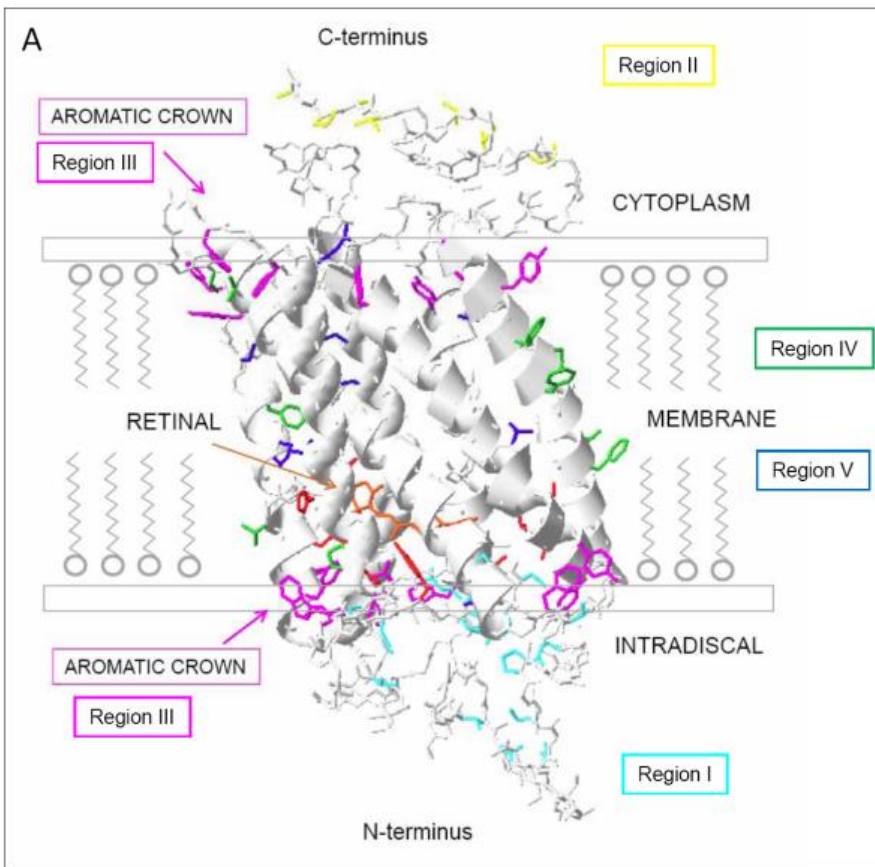 A
C-terminus
Region II
AROMATIC CROWN
Region III
CYTOPLASM
Region IV
RETINAL
MEMBRANE
Region V
INTRADISCAL
AROMATIC CROWN
Region III
Region I
N-terminus